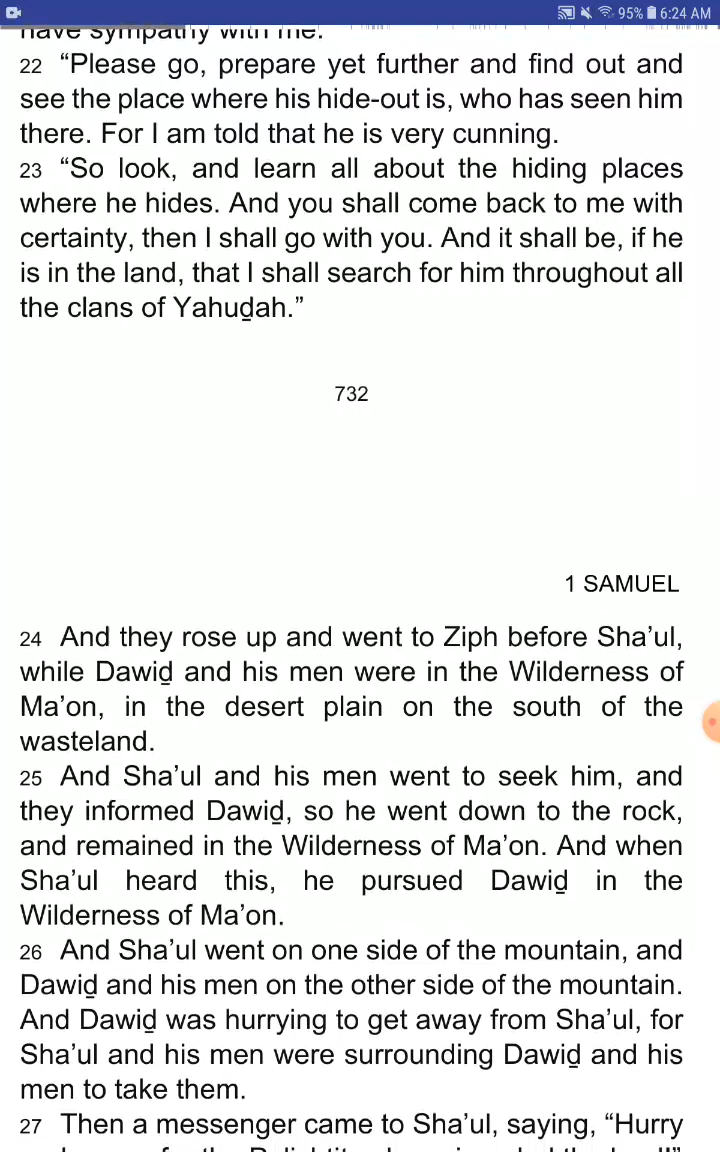 95% 6:24 AM
have sympathy with me.
22 “Please go, prepare yet further and find out and
see the place where his hide-out is, who has seen him
there. For I am told that he is very cunning.
23 “So look, and learn all about the hiding places
where he hides. And you shall come back to me with
certainty, then I shall go with you. And it shall be, if he
is in the land, that I shall search for him throughout all
the clans of Yahuḏah.”
732
1 SAMUEL
24 And they rose up and went to Ziph before Sha’ul,
while Dawiḏ and his men were in the Wilderness of
Ma’on, in the desert plain on the south of the
wasteland.
25 And Sha’ul and his men went to seek him, and
they informed Dawiḏ, so he went down to the rock,
and remained in the Wilderness of Ma’on. And when
Sha’ul heard this, he pursued Dawiḏ in the
Wilderness of Ma’on.
26 And Sha’ul went on one side of the mountain, and
Dawiḏ and his men on the other side of the mountain.
And Dawiḏ was hurrying to get away from Sha’ul, for
Sha’ul and his men were surrounding Dawiḏ and his
men to take them.
27 Then a messenger came to Sha’ul, saying, “Hurry